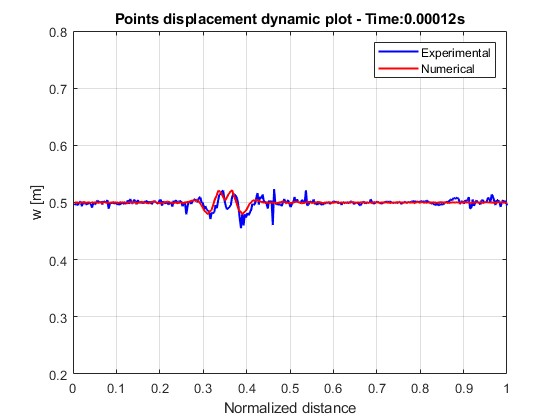 Points displacement dynamic plot - Time:0.00012s
0.8
0.7
0.6
0.5
0.4
0.3
0.2
w [m]
Experimental
Numerical
0 0.1 0.2 0.3 0.4 0.5 0.6 0.7 0.8 0.9 1
Normalized distance